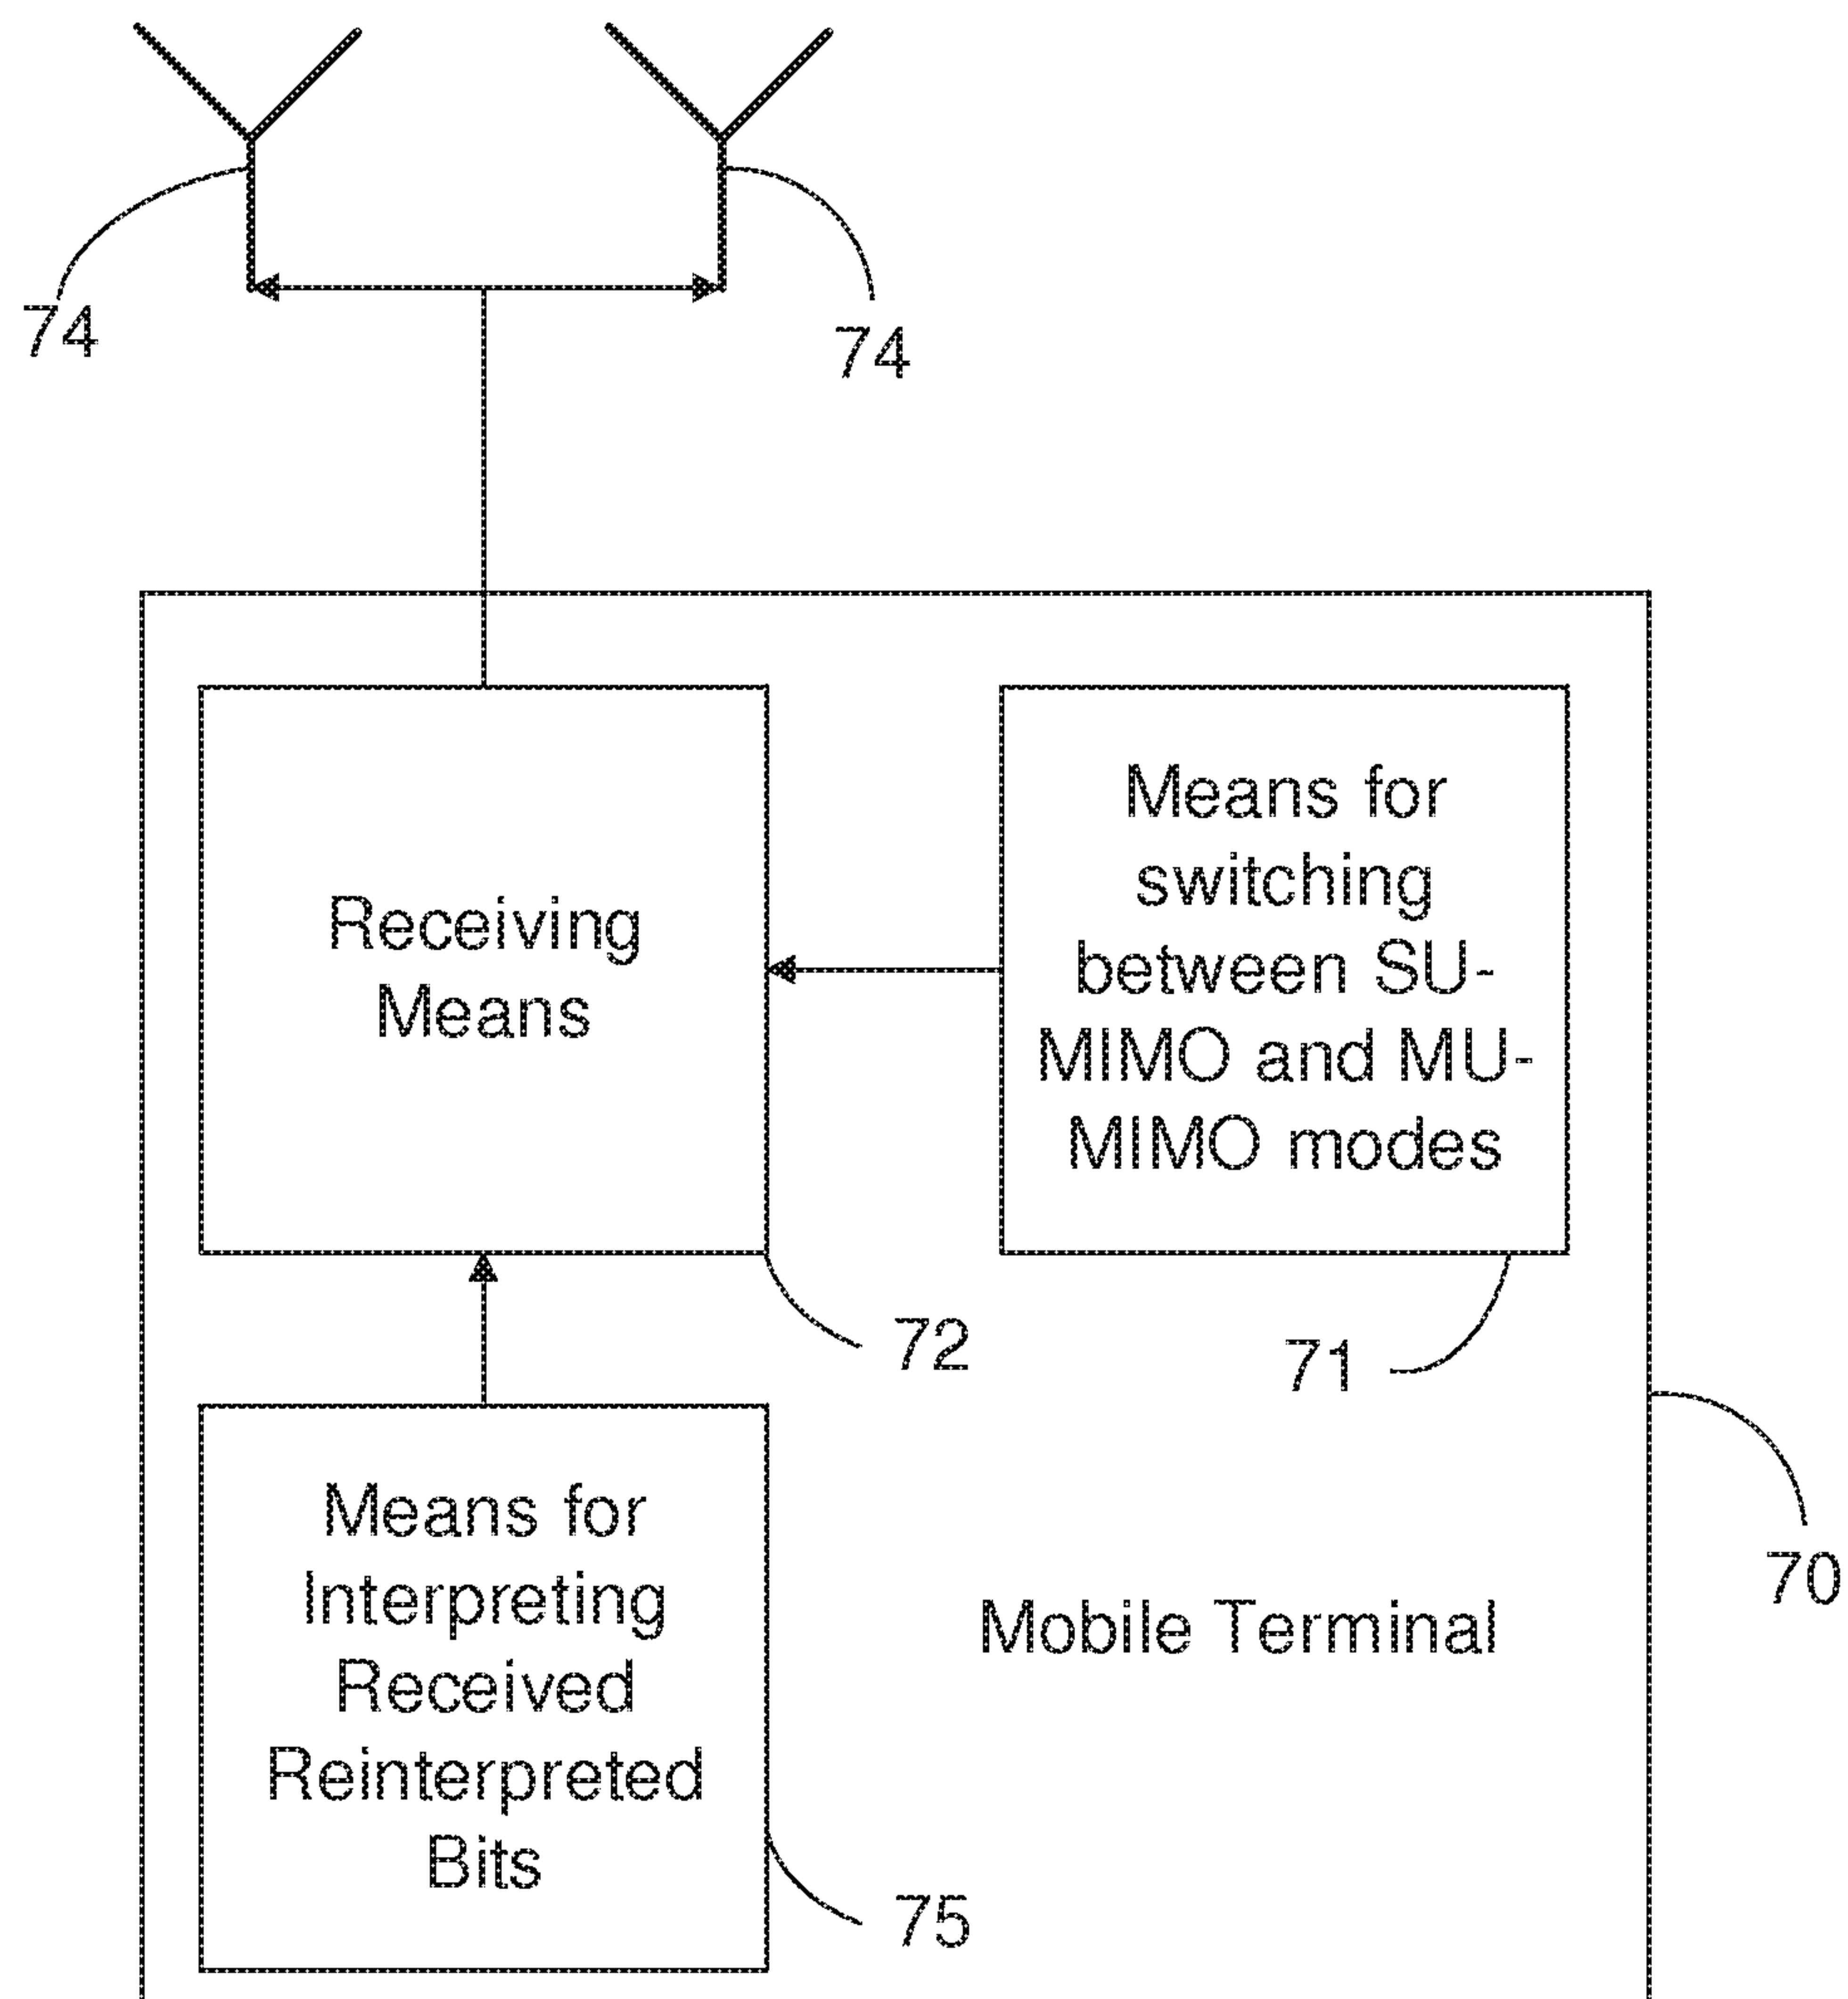 74
74
Receiving
Means
Means for
switching
between SU-
MIMO and MU-
MIMO modes
72
71
70
Means for
Interpreting
Received
Reinterpreted
Bits
Mobile Terminal
75